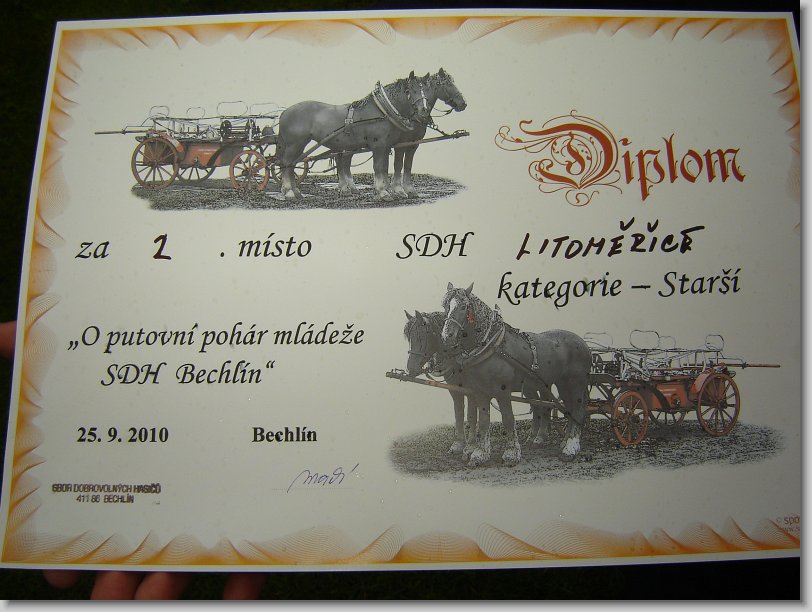 Diplom
za 2 . místo SDH LITOMĚŘICE
kategorie – Starší
„O putovní pohár mládeže
SDH Bechlín“
25. 9. 2010 Bechlín
SBOR DOBROVOLNÝCH HASIČŮ
411 86 BECHLÍN